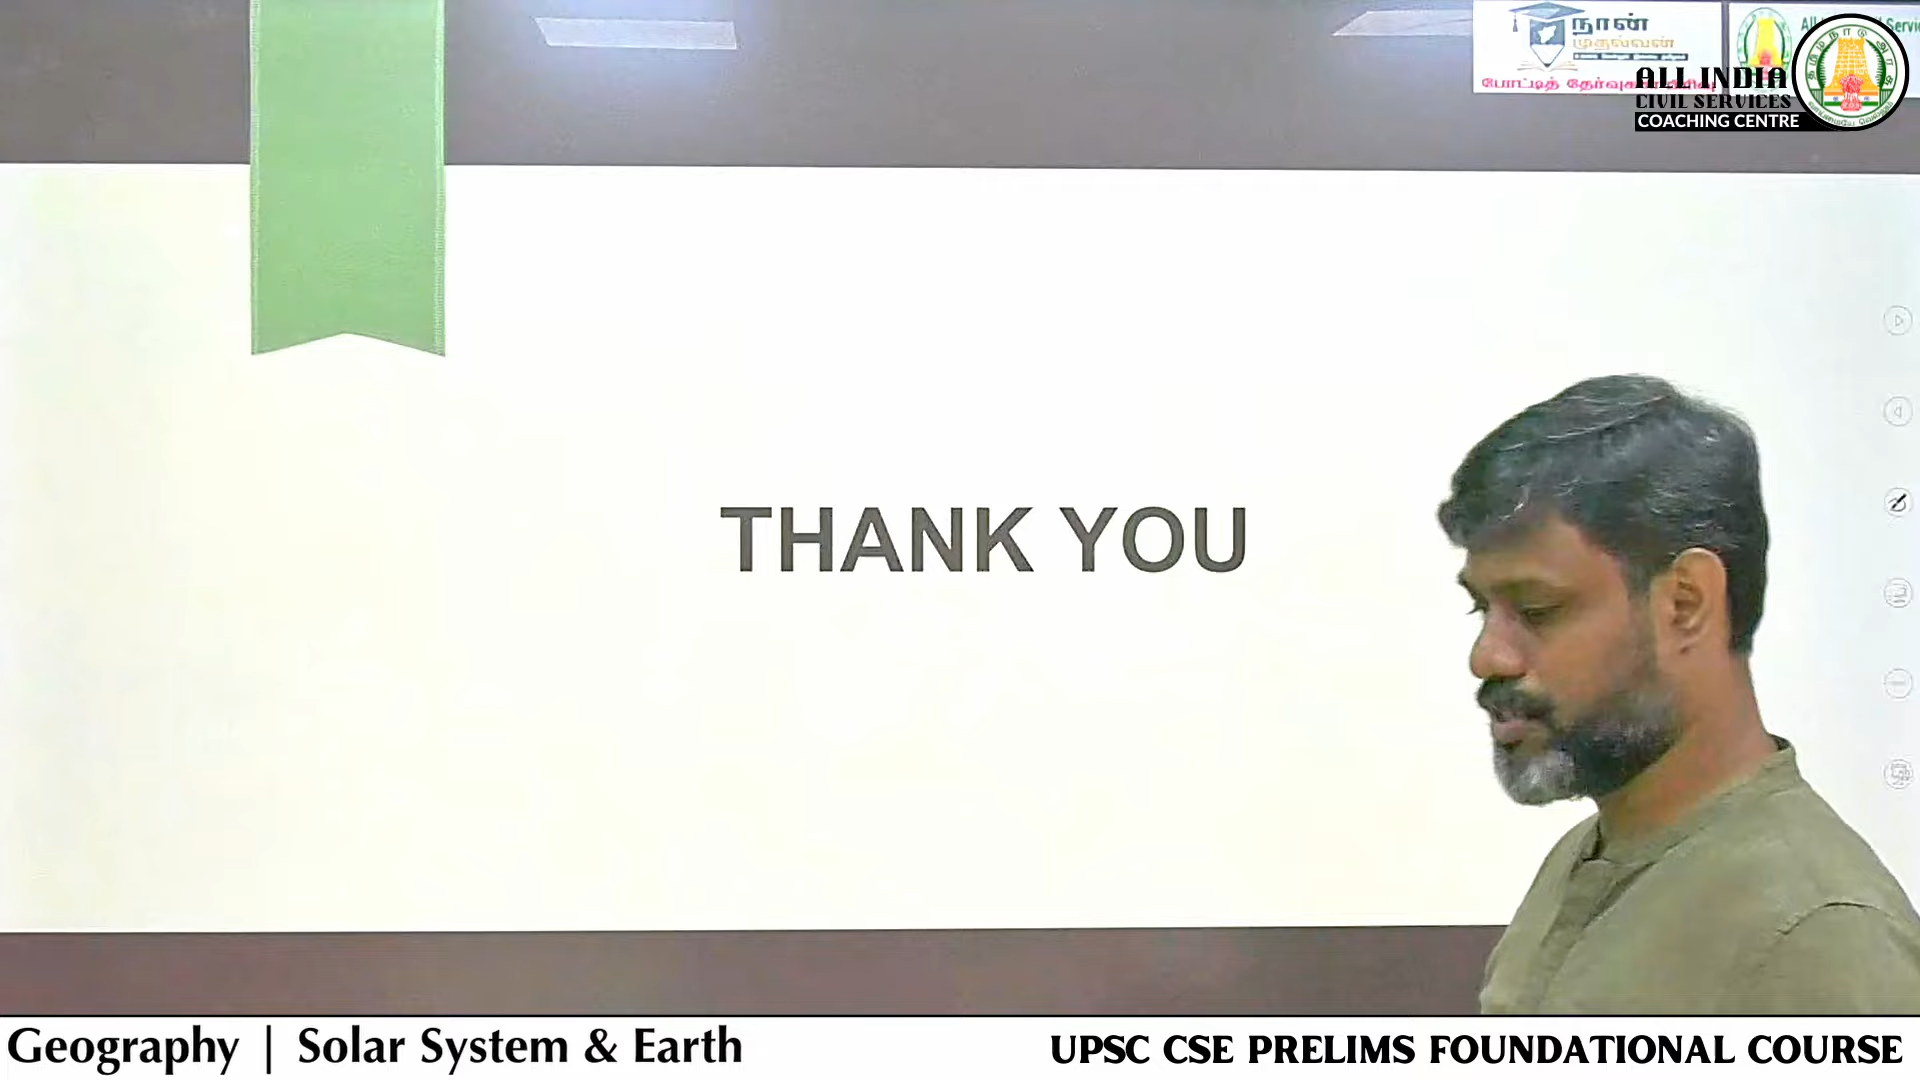 நான்
முதல்வன்
போட்டித்
ALL INDIA
CIVIL SERVICES
COACHING CENTRE
THANK YOU
Geography | Solar System & Earth
UPSC CSE PRELIMS FOUNDATIONAL COURSE